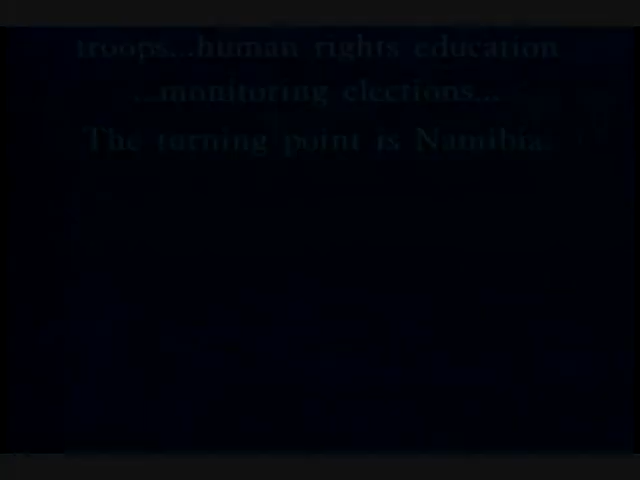 troops...human rights education
...monitoring elections...
The turning point is Namibia.